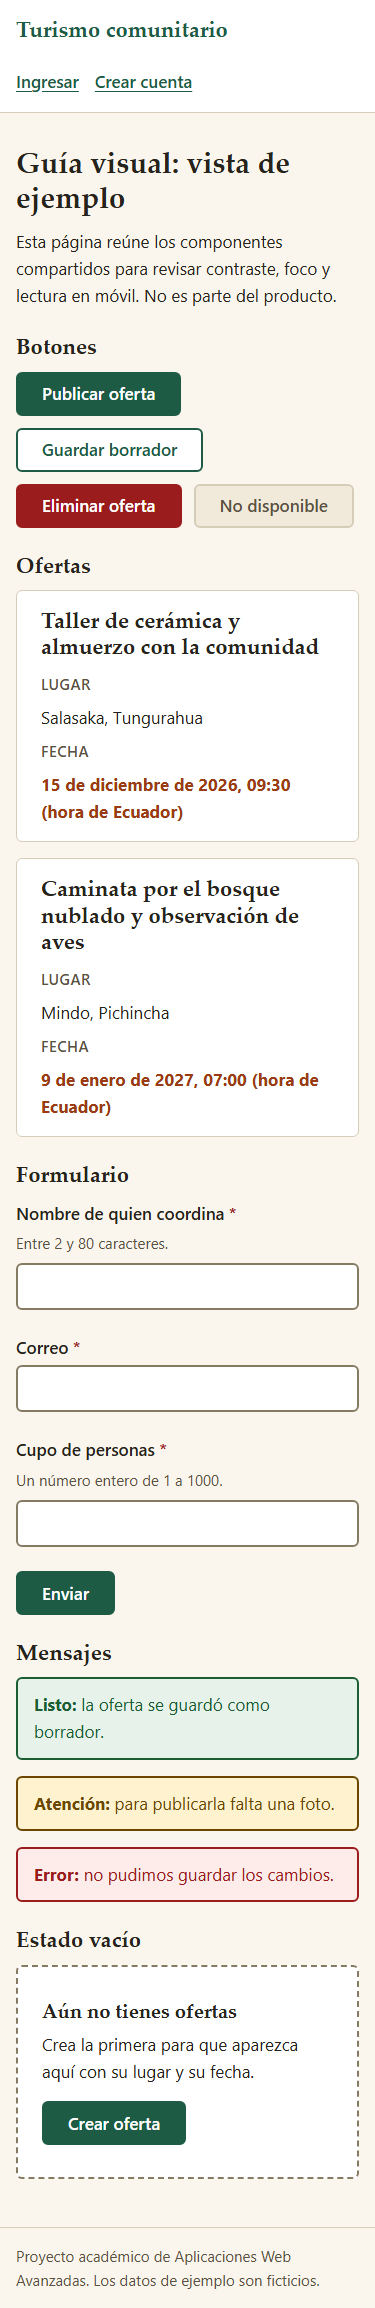 Turismo comunitario
Ingresar Crear cuenta
Guía visual: vista de
ejemplo
Esta página reúne los componentes
compartidos para revisar contraste, foco y
lectura en móvil. No es parte del producto.
Botones
Publicar oferta
Guardar borrador
Eliminar oferta No disponible
Ofertas
Taller de cerámica y
almuerzo con la comunidad
LUGAR
Salasaka, Tungurahua
FECHA
15 de diciembre de 2026, 09:30
(hora de Ecuador)
Caminata por el bosque
nublado y observación de
aves
LUGAR
Mindo, Pichincha
FECHA
9 de enero de 2027, 07:00 (hora de
Ecuador)
Formulario
Nombre de quien coordina *
Entre 2 y 80 caracteres.
Correo *
Cupo de personas *
Un número entero de 1 a 1000.
Enviar
Mensajes
Listo: la oferta se guardó como
borrador.
Atención: para publicarla falta una foto.
Error: no pudimos guardar los cambios.
Estado vacío
Aún no tienes ofertas
Crea la primera para que aparezca
aquí con su lugar y su fecha.
Crear oferta
Proyecto académico de Aplicaciones Web
Avanzadas. Los datos de ejemplo son ficticios.